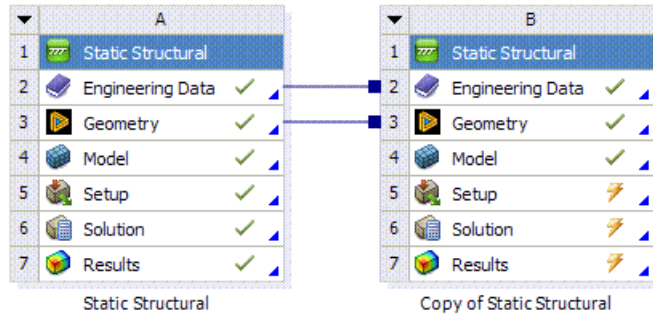 A
1 Static Structural
2 Engineering Data
3 Geometry
4 Model
5 Setup
6 Solution
7 Results
Static Structural
B
1 Static Structural
2 Engineering Data
3 Geometry
4 Model
5 Setup
6 Solution
7 Results
Copy of Static Structural